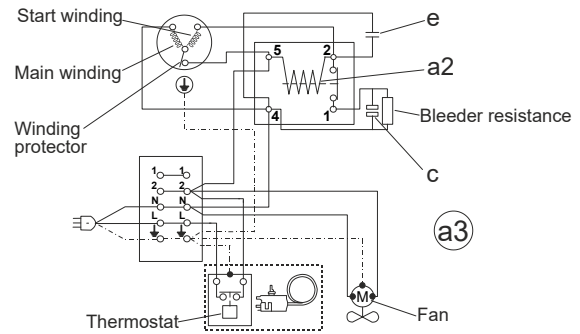 Start winding
e
5 2
a2
Main winding
4 1
Bleeder resistance
Winding
protector
c
1 1
2 2
N N
L L
a3
M
Fan
Thermostat